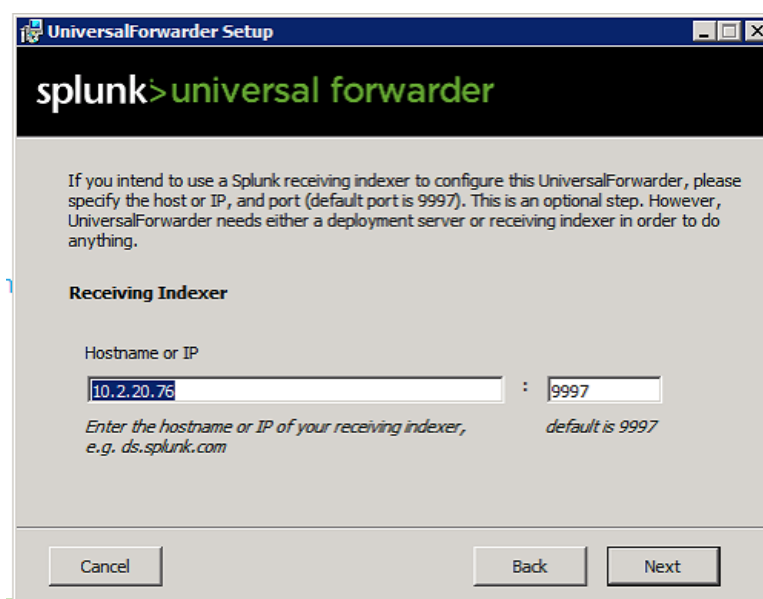 UniversalForwarder Setup
splunk>universal forwarder
If you intend to use a Splunk receiving indexer to configure this UniversalForwarder, please
specify the host or IP, and port (default port is 9997). This is an optional step. However,
UniversalForwarder needs either a deployment server or receiving indexer in order to do
anything.
Receiving Indexer
Hostname or IP
10.2.20.76 : 9997
Enter the hostname or IP of your receiving indexer, default is 9997
e.g. ds.splunk.com
Cancel Back Next